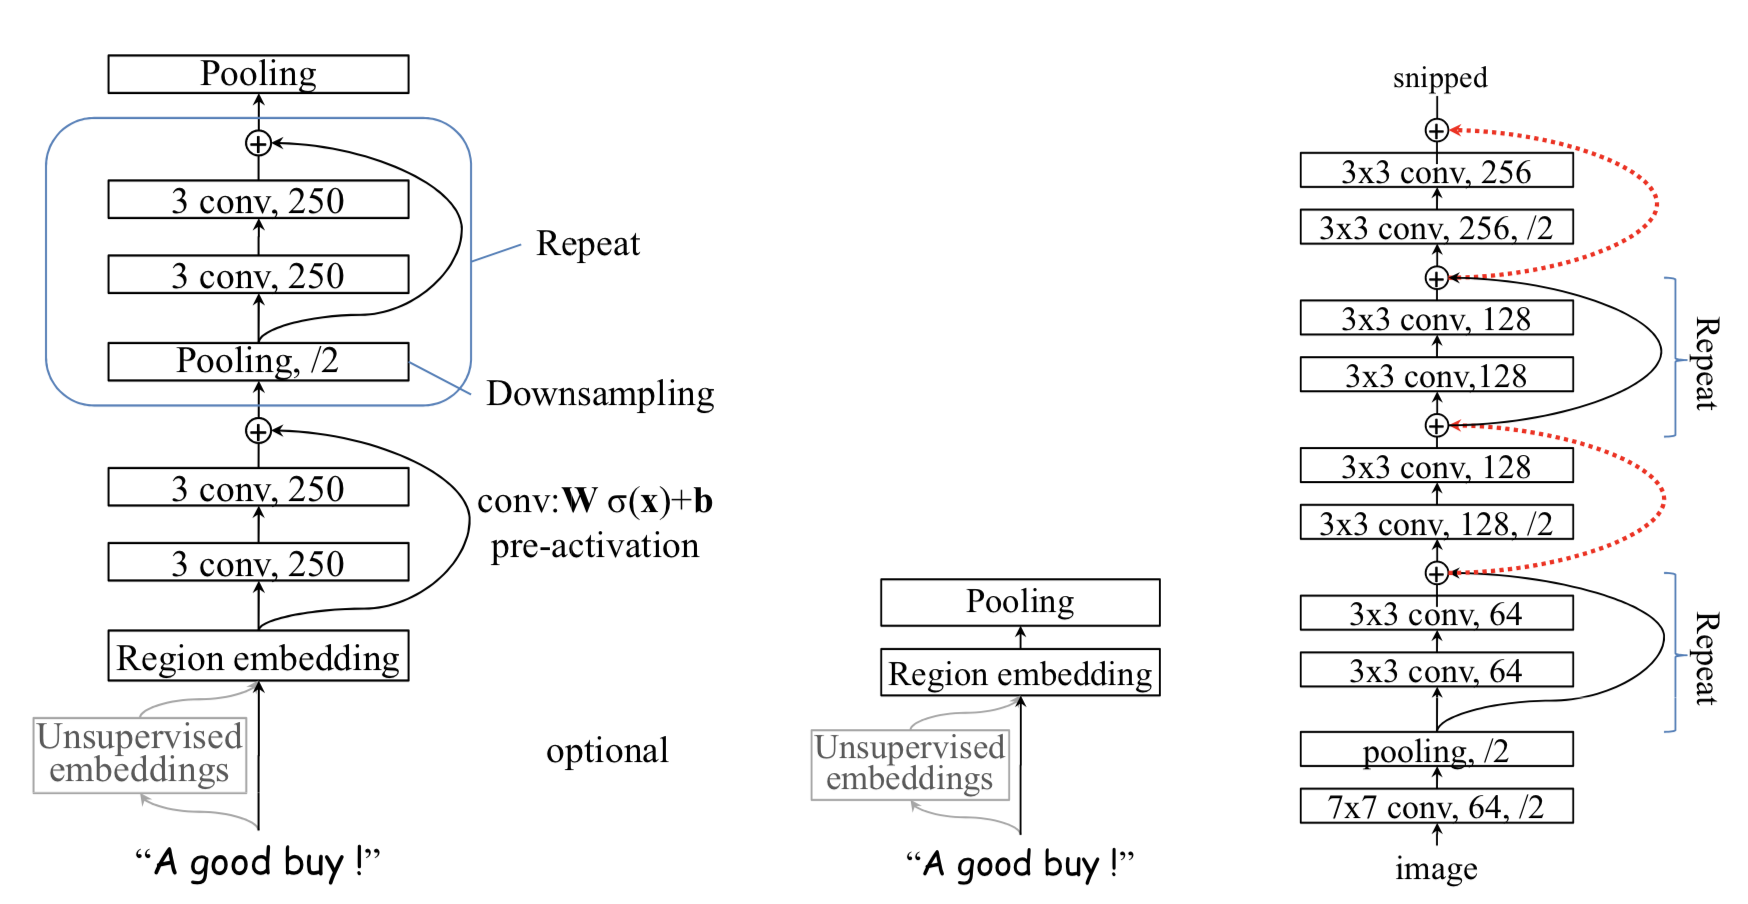 Pooling
3 conv, 250
3 conv, 250
Pooling, /2
Repeat
Downsampling
3 conv, 250
3 conv, 250
conv:W σ(x)+b
pre-activation
Region embedding
Unsupervised
embeddings
optional
“A good buy !”
Pooling
Region embedding
Unsupervised
embeddings
“A good buy !”
snipped
3x3 conv, 256
3x3 conv, 256, /2
3x3 conv, 128
3x3 conv,128
Repeat
3x3 conv, 128
3x3 conv, 128, /2
3x3 conv, 64
3x3 conv, 64
Repeat
pooling, /2
7x7 conv, 64, /2
image